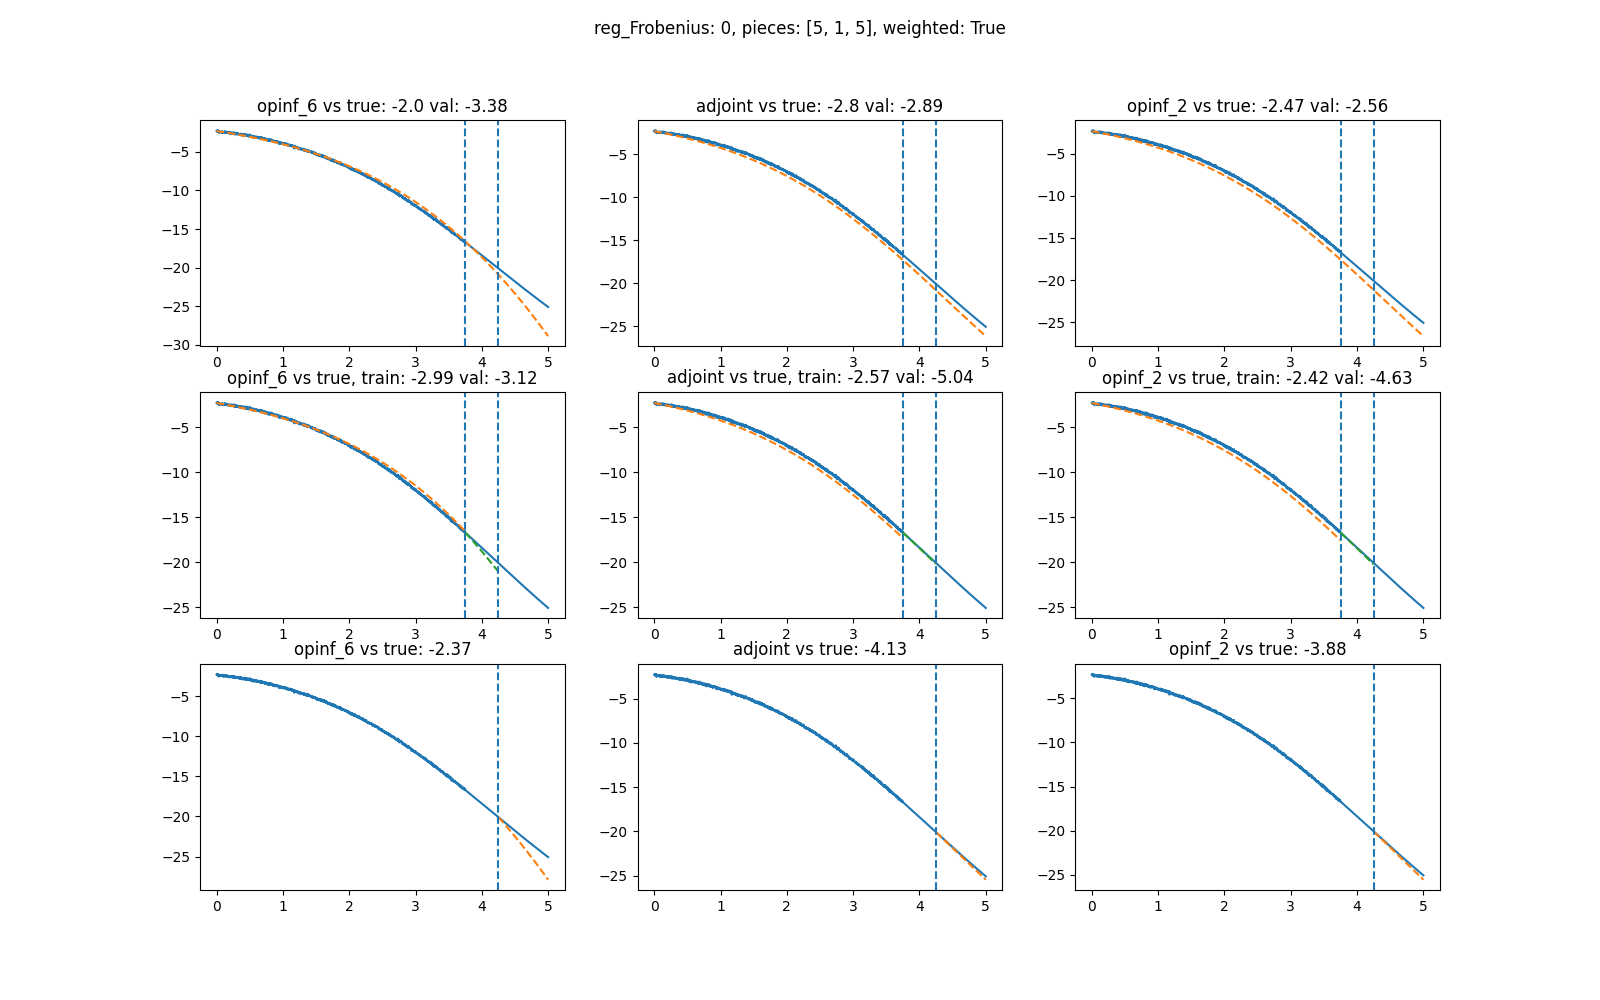 reg_Frobenius: 0, pieces: [5, 1, 5], weighted: True
opinf_6 vs true: -2.0 val: -3.38
−5
−10
−15
−20
−25
−30
0 1 2 3 4 5
adjoint vs true: -2.8 val: -2.89
−5
−10
−15
−20
−25
0 1 2 3 4 5
opinf_2 vs true: -2.47 val: -2.56
−5
−10
−15
−20
−25
0 1 2 3 4 5
opinf_6 vs true, train: -2.99 val: -3.12
−5
−10
−15
−20
−25
0 1 2 3 4 5
adjoint vs true, train: -2.57 val: -5.04
−5
−10
−15
−20
−25
0 1 2 3 4 5
opinf_2 vs true, train: -2.42 val: -4.63
−5
−10
−15
−20
−25
0 1 2 3 4 5
opinf_6 vs true: -2.37
−5
−10
−15
−20
−25
0 1 2 3 4 5
adjoint vs true: -4.13
−5
−10
−15
−20
−25
0 1 2 3 4 5
opinf_2 vs true: -3.88
−5
−10
−15
−20
−25
0 1 2 3 4 5